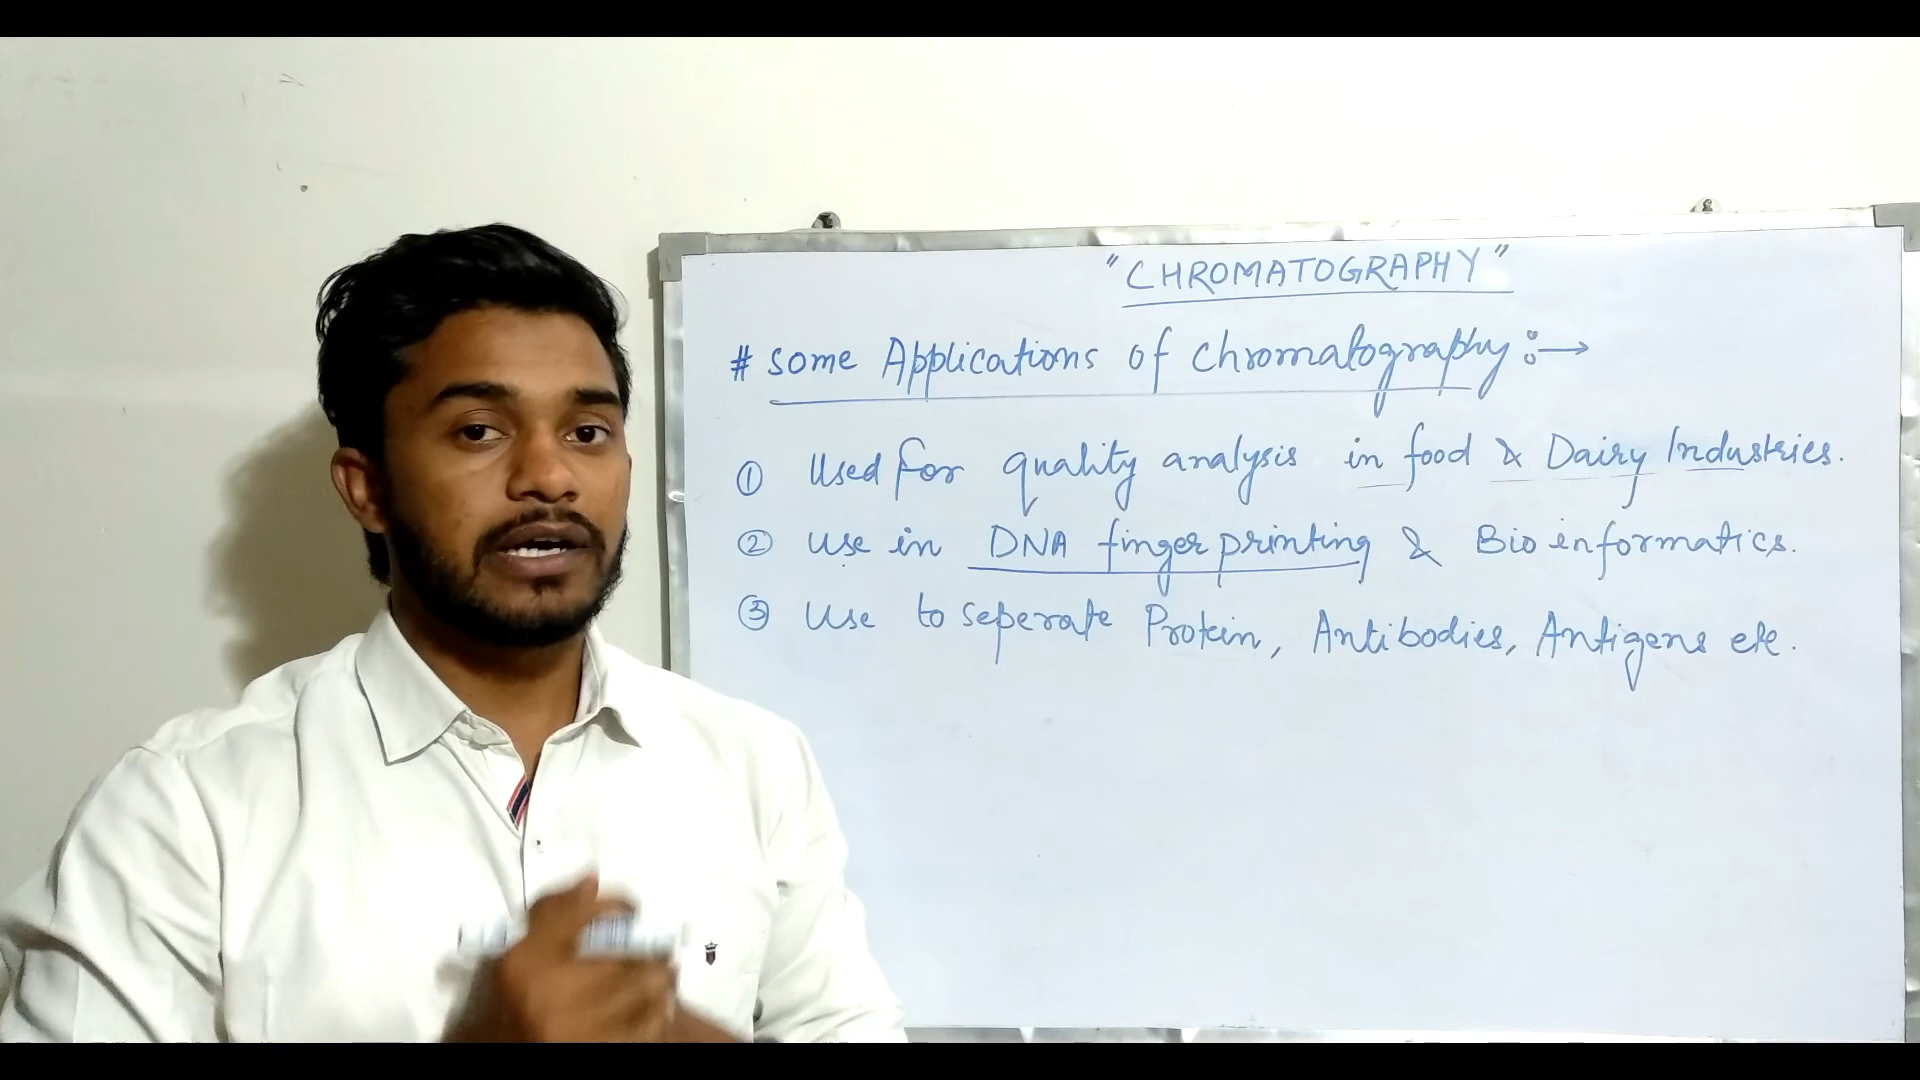 "CHROMATOGRAPHY"
# Some Applications of Chromatography :→
① Used for quality analysis in food & Dairy Industries.
② Use in DNA finger printing & Bio informatics.
③ Use to seperate Protein, Antibodies, Antigens etc.